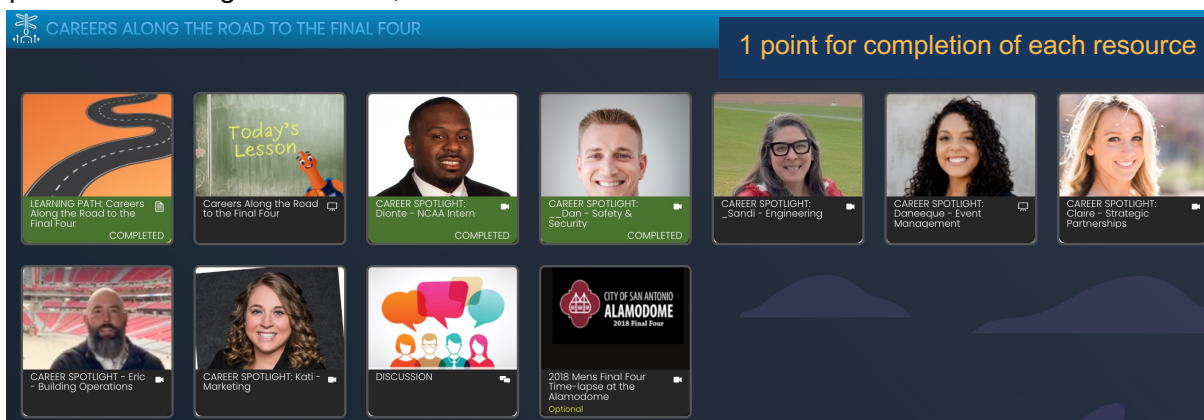 CAREERS ALONG THE ROAD TO THE FINAL FOUR
1 point for completion of each resource
LEARNING PATH: Careers
Along the Road to the
Final Four
COMPLETED
Today's
Lesson
Careers Along the Road
to the Final Four
CAREER SPOTLIGHT:
Dionte - NCAA Intern
COMPLETED
CAREER SPOTLIGHT:
__Dan - Safety &
Security
COMPLETED
CAREER SPOTLIGHT:
_Sandi - Engineering
CAREER SPOTLIGHT:
Daneeque - Event
Management
CAREER SPOTLIGHT:
Claire - Strategic
Partnerships
CAREER SPOTLIGHT - Eric
- Building Operations
CAREER SPOTLIGHT: Kati -
Marketing
DISCUSSION
CITY OF SAN ANTONIO
ALAMODOME
2018 Final Four
2018 Mens Final Four
Time-lapse at the
Alamodome
Optional